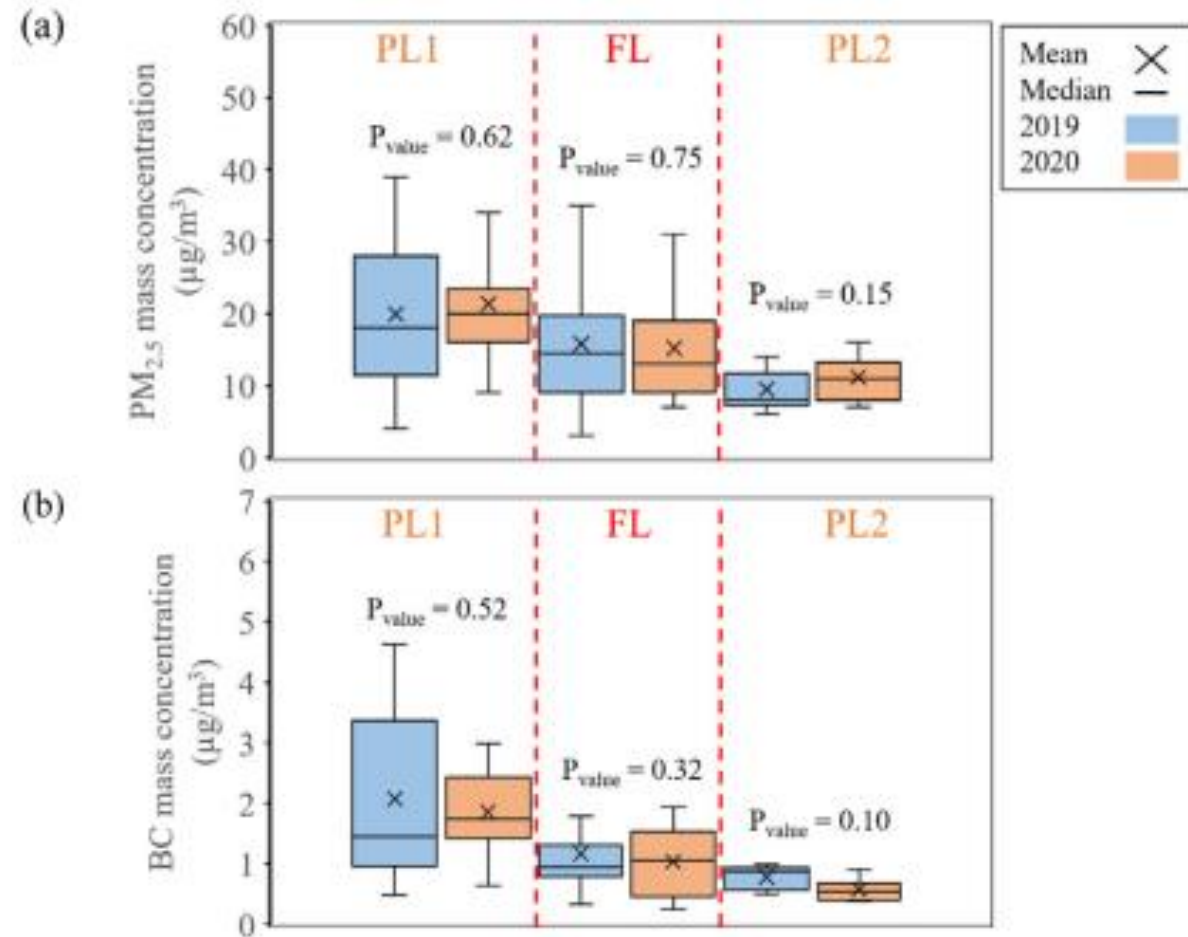 (a)
60
50
40
30
20
10
0
PM2.5 mass concentration
(µg/m³)
PL1
FL
PL2
Pvalue = 0.62
Pvalue = 0.75
Pvalue = 0.15
Mean
Median
2019
2020
(b)
7
6
5
4
3
2
1
0
BC mass concentration
(µg/m³)
PL1
FL
PL2
Pvalue = 0.52
Pvalue = 0.32
Pvalue = 0.10